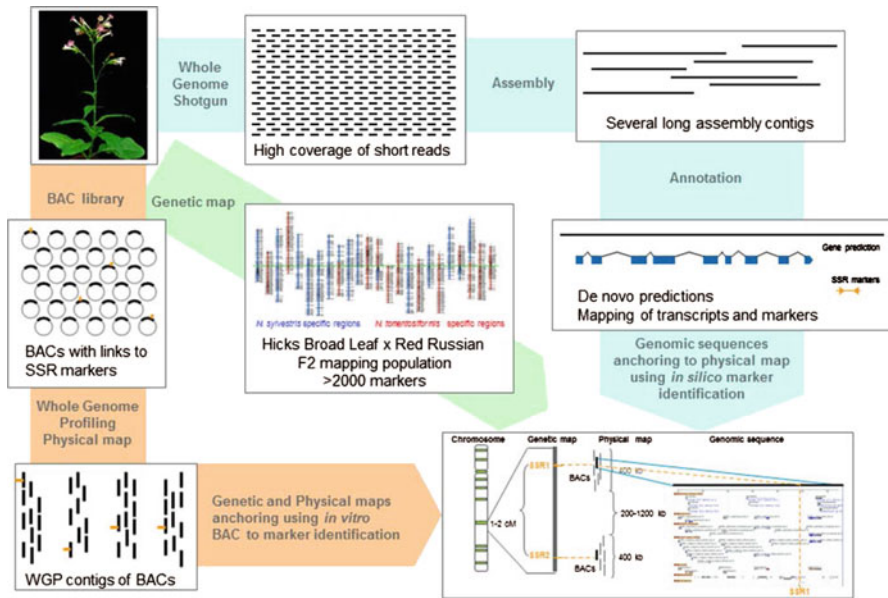 Whole
Genome
Shotgun
High coverage of short reads
Assembly
Several long assembly contigs
BAC library
Genetic map
Annotation
BACs with links to
SSR markers
N. sylvestris specific regions
N. tomentosiformis specific regions
Hicks Broad Leaf x Red Russian
F2 mapping population
>2000 markers
Gene prediction
SSR markers
De novo predictions
Mapping of transcripts and markers
Whole Genome
Profiling
Physical map
Genomic sequences
anchoring to physical map
using in silico marker
identification
WGP contigs of BACs
Genetic and Physical maps
anchoring using in vitro
BAC to marker identification
Chromosome
Genetic map
Physical map
Genomic sequence
SSR1
BACs
400 kb
1-2 cM
200-1200 kb
SSR2
BACs
400 kb
SSR1